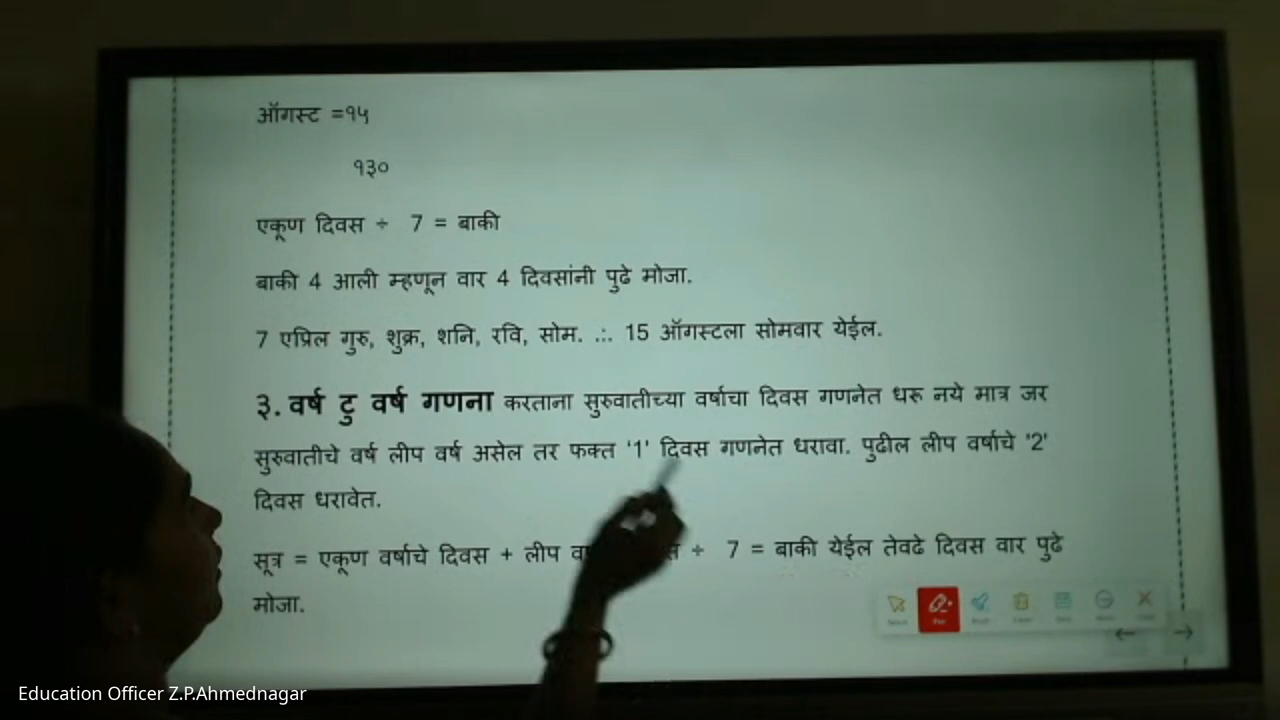 ऑगस्ट =१५
१३०
एकूण दिवस ÷ 7 = बाकी
बाकी 4 आली म्हणून वार 4 दिवसांनी पुढे मोजा.
7 एप्रिल गुरु, शुक्र, शनि, रवि, सोम. .:. 15 ऑगस्टला सोमवार येईल.
३. वर्ष टु वर्ष गणना करताना सुरुवातीच्या वर्षाचा दिवस गणनेत धरू नये मात्र जर
सुरुवातीचे वर्ष लीप वर्ष असेल तर फक्त '1' दिवस गणनेत धरावा. पुढील लीप वर्षाचे '2'
दिवस धरावेत.
सूत्र = एकूण वर्षाचे दिवस + लीप ÷ 7 = बाकी येईल तेवढे दिवस वार पुढे
मोजा.
Education Officer Z.P.Ahmednagar